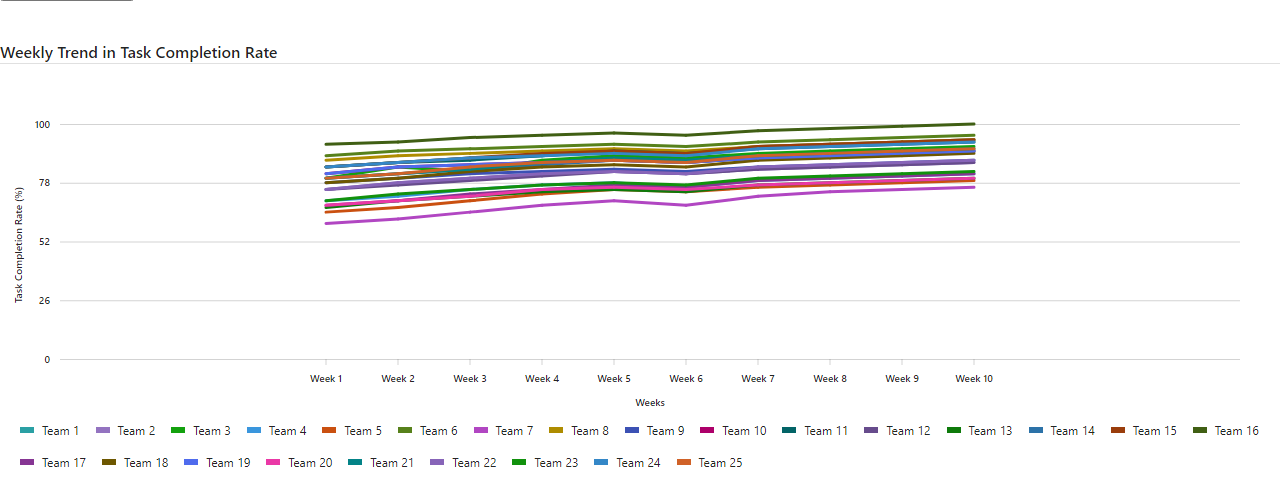 Weekly Trend in Task Completion Rate
100
78
52
26
0
Task Completion Rate (%)
Week 1 Week 2 Week 3 Week 4 Week 5 Week 6 Week 7 Week 8 Week 9 Week 10
Weeks
Team 1 Team 2 Team 3 Team 4 Team 5 Team 6 Team 7 Team 8 Team 9 Team 10 Team 11 Team 12 Team 13 Team 14 Team 15 Team 16
Team 17 Team 18 Team 19 Team 20 Team 21 Team 22 Team 23 Team 24 Team 25